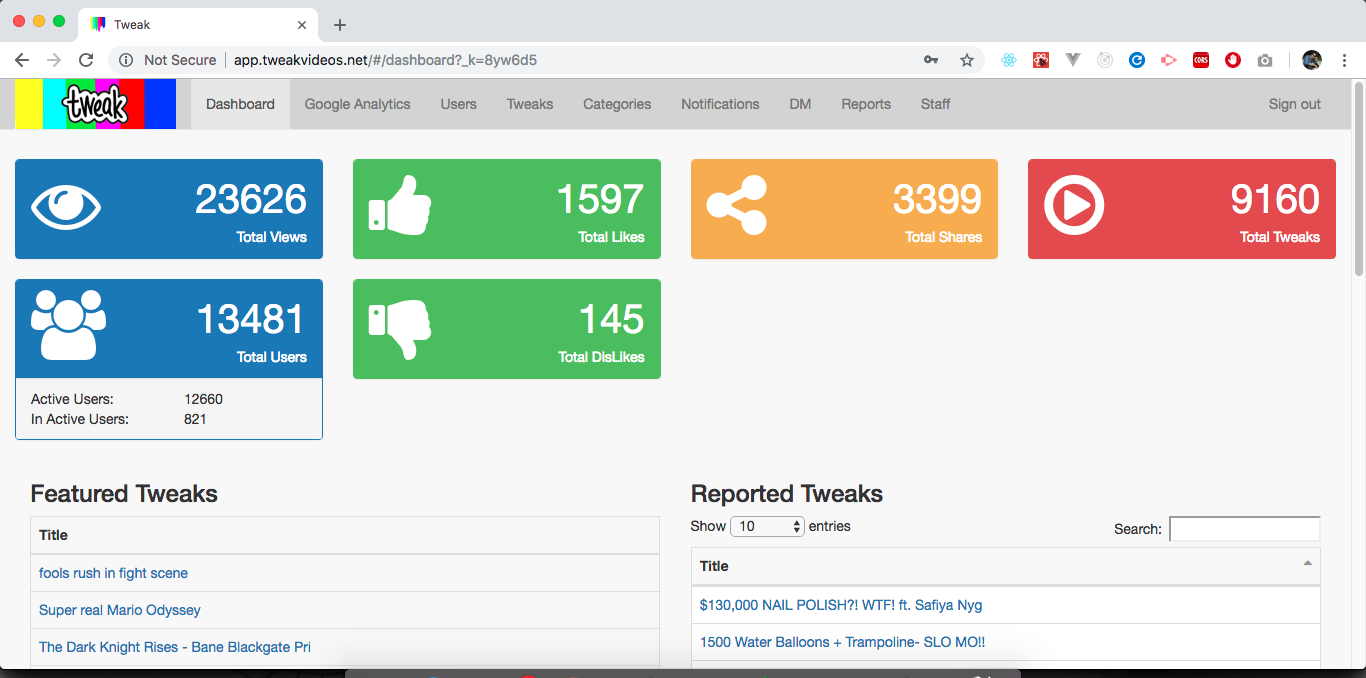 Tweak
Not Secure
app.tweakvideos.net/#/dashboard?_k=8yw6d5
CORS
tweak
Dashboard
Google Analytics
Users
Tweaks
Categories
Notifications
DM
Reports
Staff
Sign out
23626
Total Views
1597
Total Likes
3399
Total Shares
9160
Total Tweaks
13481
Total Users
Active Users: 12660
In Active Users: 821
145
Total DisLIkes
Featured Tweaks
Title
fools rush in fight scene
Super real Mario Odyssey
The Dark Knight Rises - Bane Blackgate Pri
Reported Tweaks
Show 10 entries
Search:
Title
$130,000 NAIL POLISH?! WTF! ft. Safiya Nyg
1500 Water Balloons + Trampoline- SLO MO!!